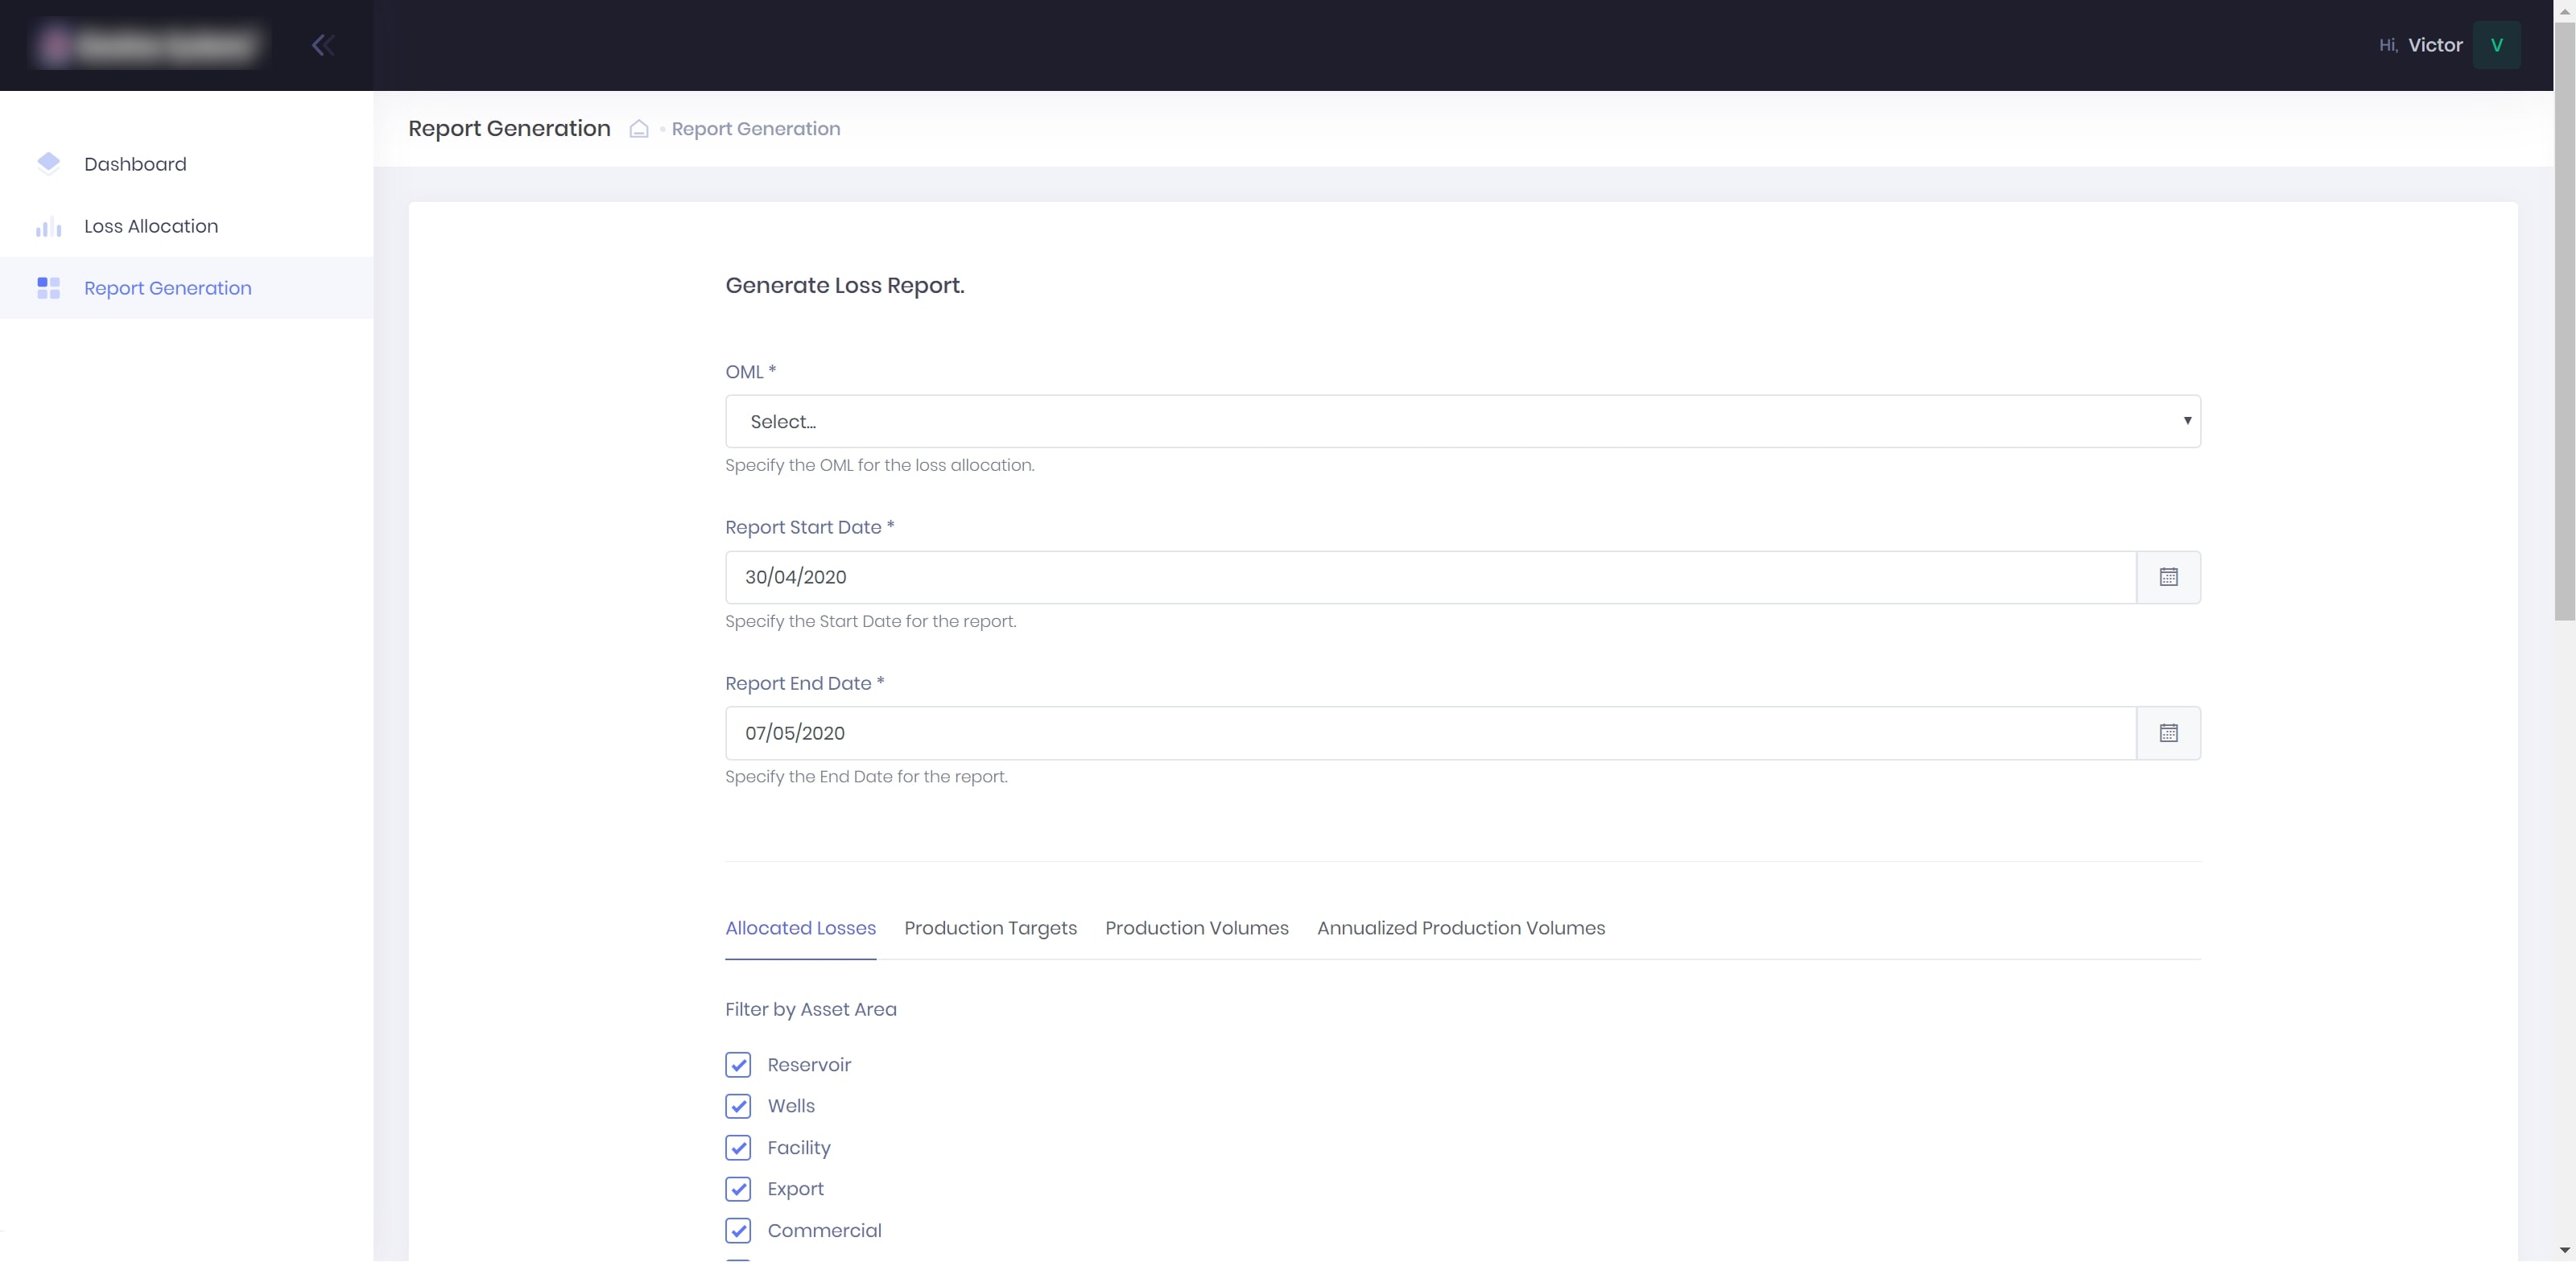 Hi, Victor V
Report Generation Report Generation
Dashboard
Loss Allocation
Report Generation
Generate Loss Report.
OML *
Select...
Specify the OML for the loss allocation.
Report Start Date *
30/04/2020
Specify the Start Date for the report.
Report End Date *
07/05/2020
Specify the End Date for the report.
Allocated Losses Production Targets Production Volumes Annualized Production Volumes
Filter by Asset Area
Reservoir
Wells
Facility
Export
Commercial